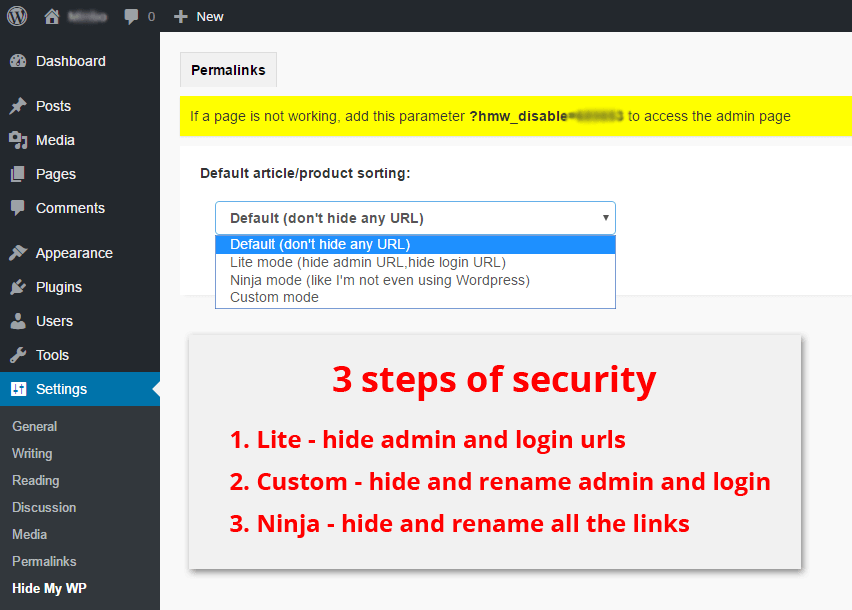 0 New
Dashboard
Posts
Media
Pages
Comments
Appearance
Plugins
Users
Tools
Settings
General
Writing
Reading
Discussion
Media
Permalinks
Hide My WP
Permalinks
If a page is not working, add this parameter ?hmw_disable= to access the admin page
Default article/product sorting:
Default (don't hide any URL)
Default (don't hide any URL)
Lite mode (hide admin URL,hide login URL)
Ninja mode (like I'm not even using Wordpress)
Custom mode
3 steps of security
1. Lite - hide admin and login urls
2. Custom - hide and rename admin and login
3. Ninja - hide and rename all the links